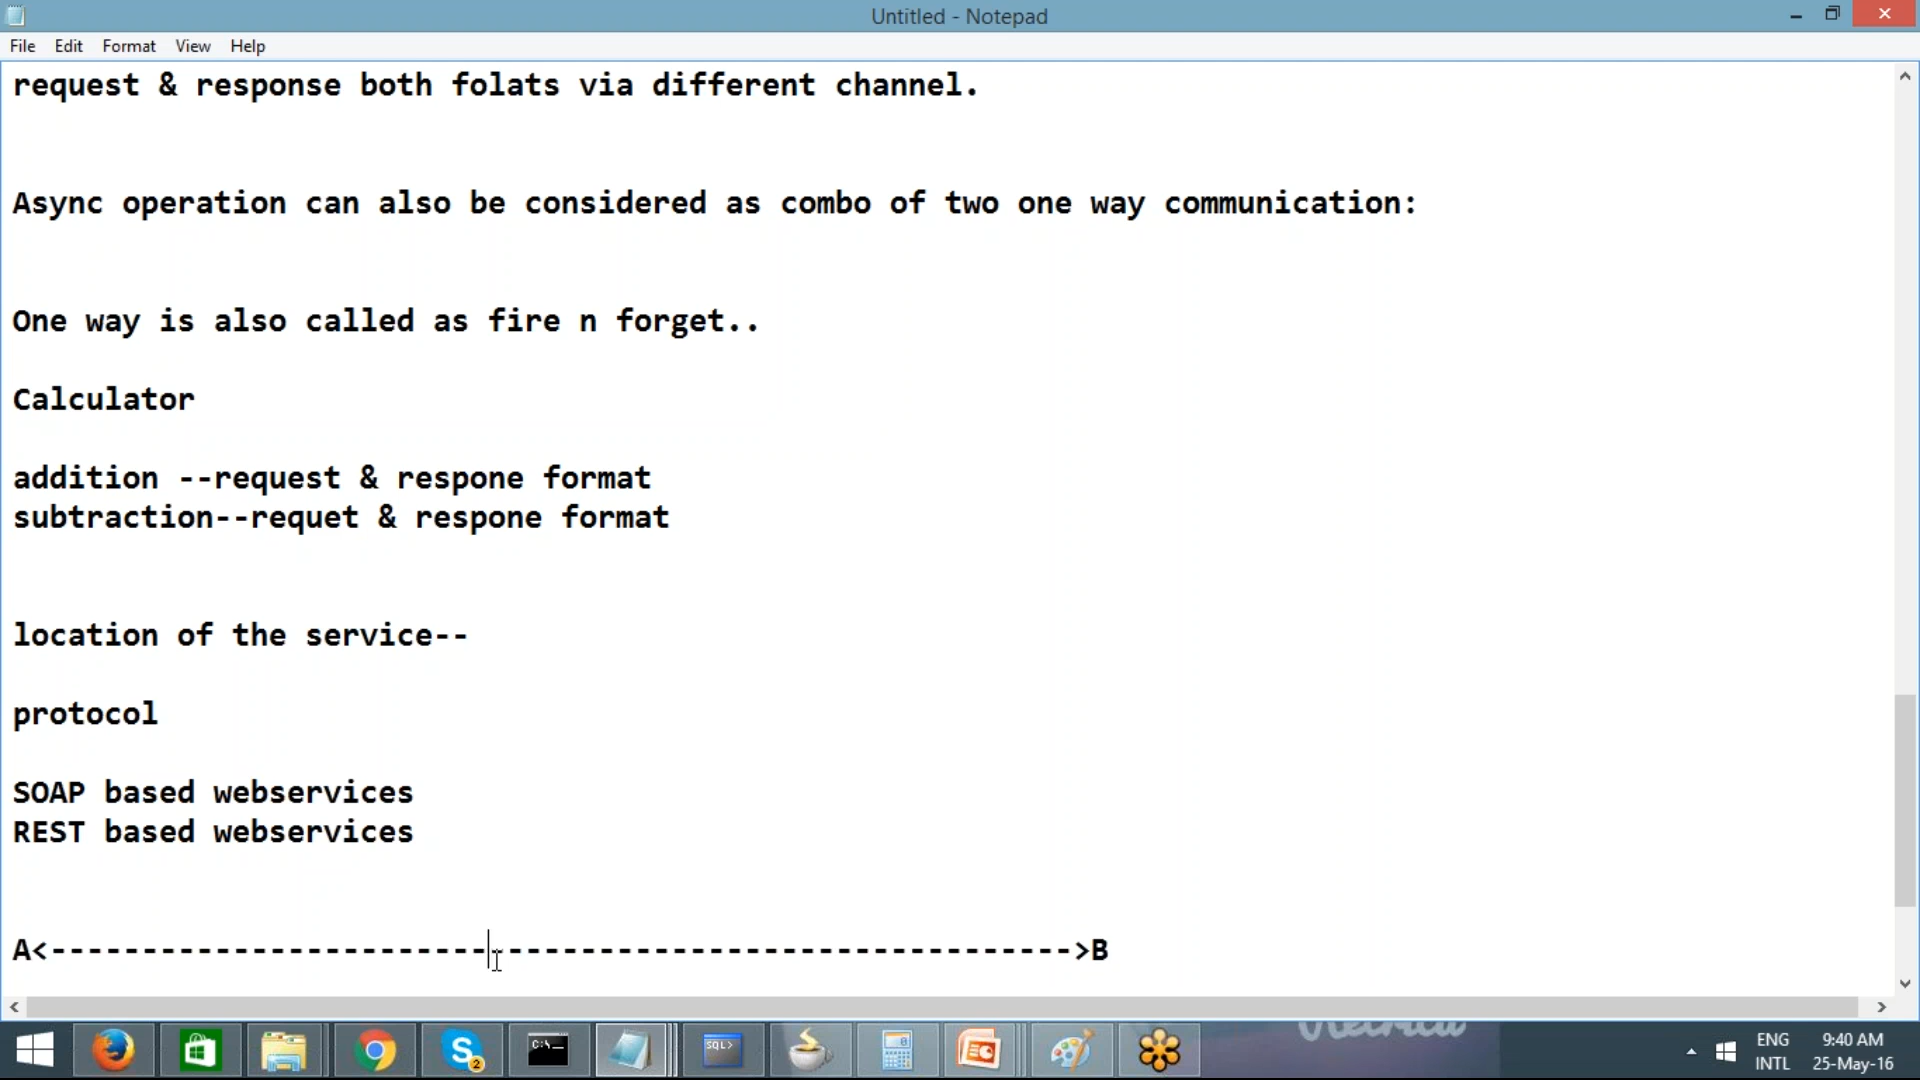 Untitled - Notepad
File Edit Format View Help
request & response both folats via different channel.
Async operation can also be considered as combo of two one way communication:
One way is also called as fire n forget..
Calculator
addition --request & respone format
subtraction--requet & respone format
location of the service--
protocol
SOAP based webservices
REST based webservices
A<--------------------------------------------------------->B
C:\_
SQL>
2
ENG
INTL
9:40 AM
25-May-16